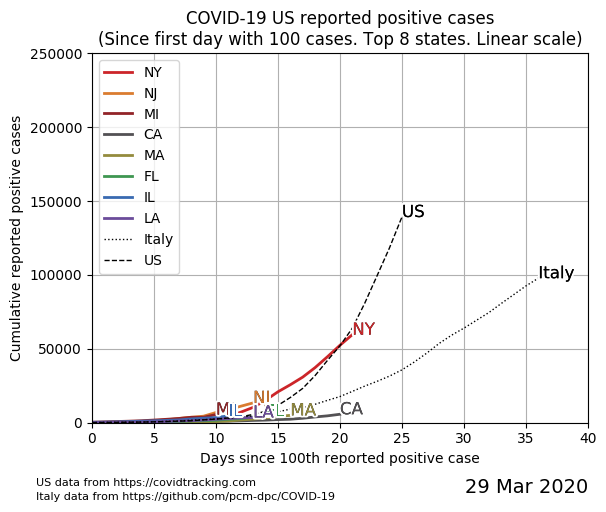 COVID-19 US reported positive cases
(Since first day with 100 cases. Top 8 states. Linear scale)
Cumulative reported positive cases
250000
200000
150000
100000
50000
0
NY
NJ
MI
CA
MA
FL
IL
LA
Italy
US
US
Italy
NY
NJ
IL
LA
MA
CA
0 5 10 15 20 25 30 35 40
Days since 100th reported positive case
US data from https://covidtracking.com
Italy data from https://github.com/pcm-dpc/COVID-19
29 Mar 2020